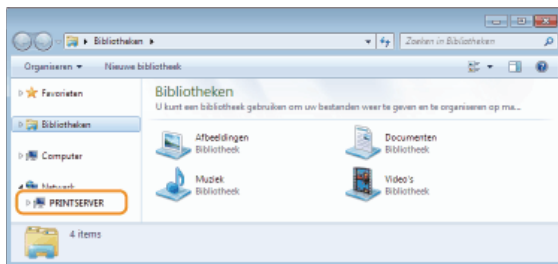 Bibliotheken
Zoeken in Bibliotheken
Organiseren
Nieuwe bibliotheek
Favorieten
Bibliotheken
Computer
Netwerk
PRINTSERVER
Bibliotheken
U kunt een bibliotheek gebruiken om uw bestanden weer te geven en te organiseren op ma...
Afbeeldingen
Bibliotheek
Documenten
Bibliotheek
Muziek
Bibliotheek
Video's
Bibliotheek
4 items